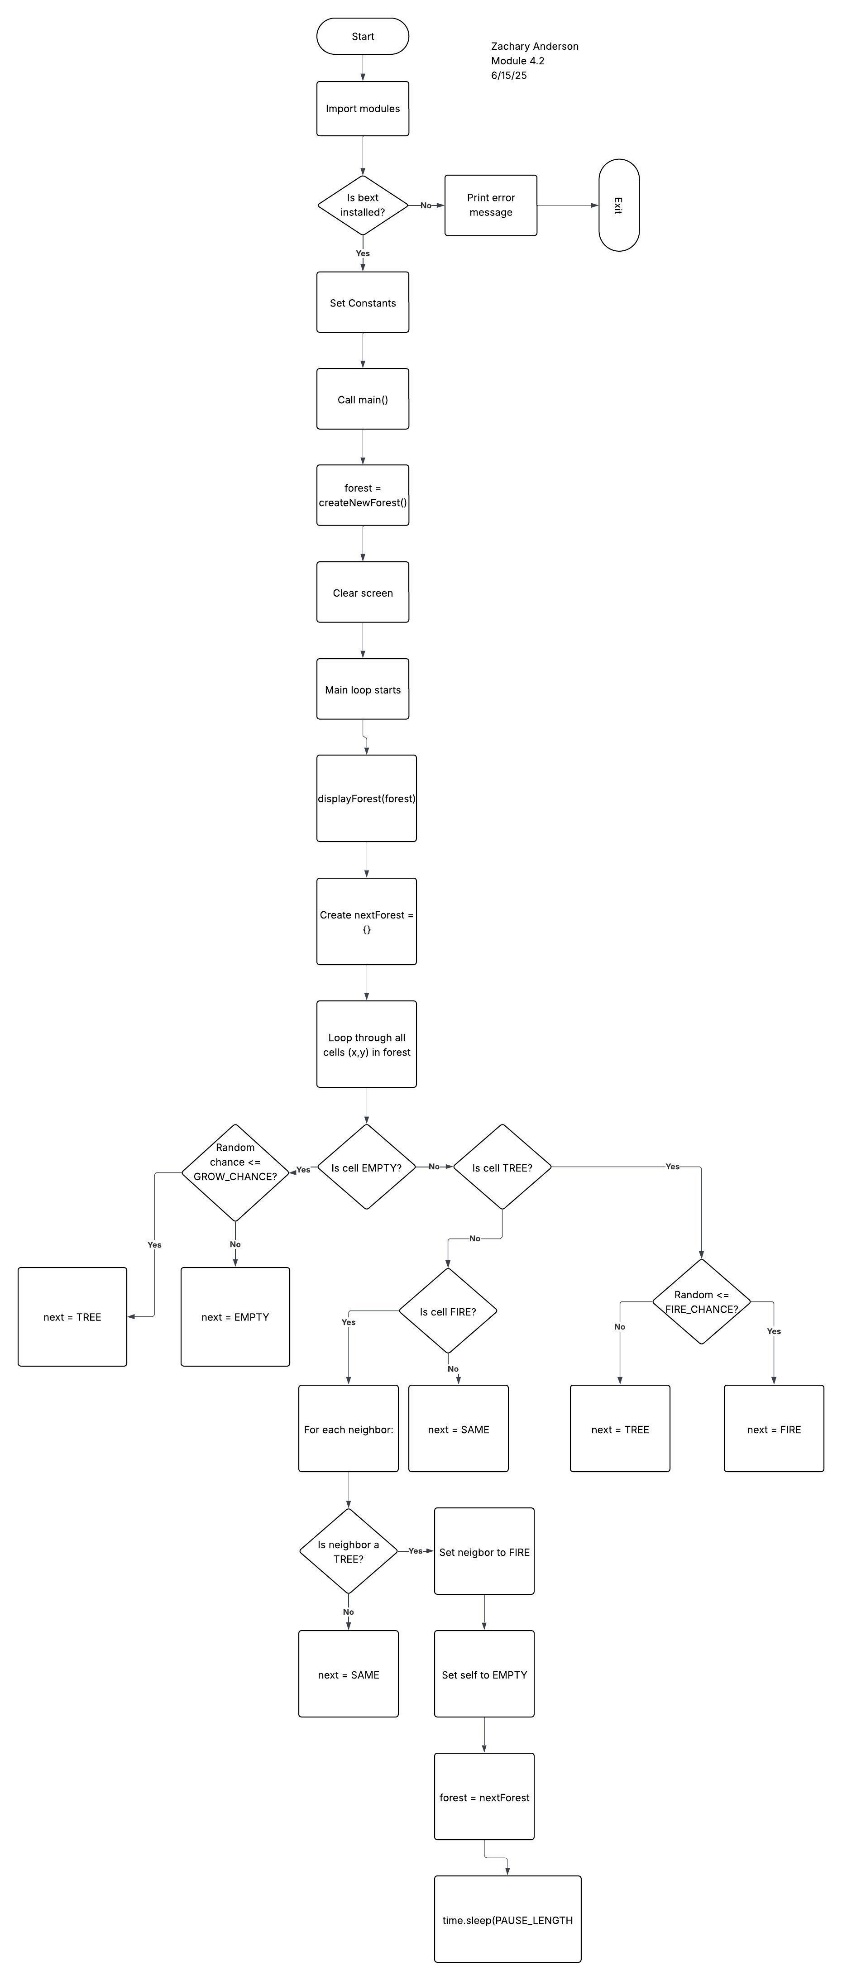 Start
Zachary Anderson
Module 4.2
6/15/25
Import modules
Is bext
installed?
No
Print error
message
Exit
Yes
Set Constants
Call main()
forest =
createNewForest()
Clear screen
Main loop starts
displayForest(forest)
Create nextForest =
{}
Loop through all
cells (x,y) in forest
Random
chance <=
GROW_CHANCE?
Yes
Is cell EMPTY?
No
Is cell TREE?
Yes
Yes
No
No
next = TREE
next = EMPTY
Is cell FIRE?
Random <=
FIRE_CHANCE?
Yes
No
No
Yes
For each neighbor:
next = SAME
next = TREE
next = FIRE
Is neighbor a
TREE?
Yes
Set neigbor to FIRE
No
next = SAME
Set self to EMPTY
forest = nextForest
time.sleep(PAUSE_LENGTH